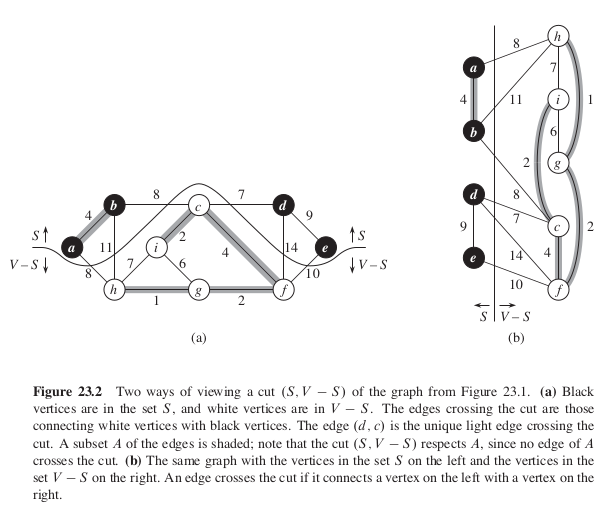 h
8
a
7
4
11
i
1
b
6
2
g
d
8
b
8
c
7
d
7
4
9
9
2
c
2
S
a
11
i
4
14
e
S
14
4
V – S
8
7
6
10
V – S
e
10
f
h
1
g
2
f
S
V – S
(a)
(b)
Figure 23.2 Two ways of viewing a cut (S, V − S) of the graph from Figure 23.1. (a) Black
vertices are in the set S, and white vertices are in V − S. The edges crossing the cut are those
connecting white vertices with black vertices. The edge (d, c) is the unique light edge crossing the
cut. A subset A of the edges is shaded; note that the cut (S, V − S) respects A, since no edge of A
crosses the cut. (b) The same graph with the vertices in the set S on the left and the vertices in the
set V − S on the right. An edge crosses the cut if it connects a vertex on the left with a vertex on the
right.